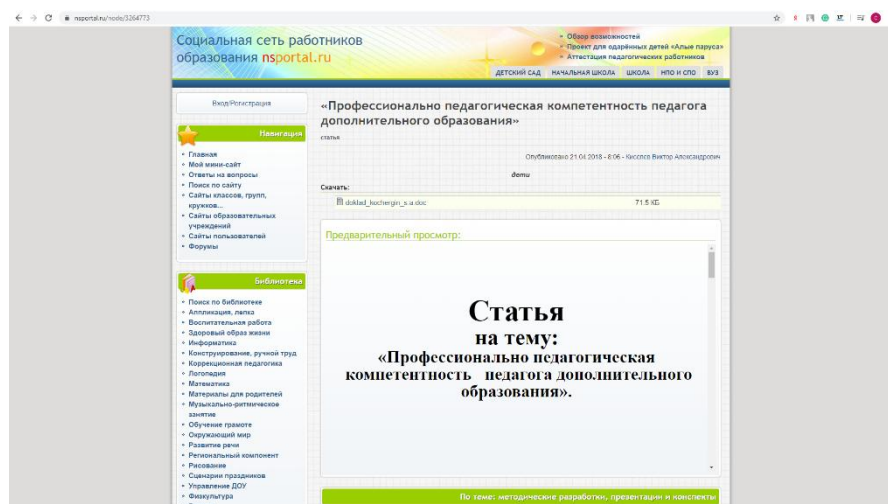 nsportal.ru/node/3264773
Социальная сеть работников
образования nsportal.ru
Обзор возможностей
Проект для одарённых детей «Алые паруса»
Аттестация педагогических работников
ДЕТСКИЙ САД НАЧАЛЬНАЯ ШКОЛА ШКОЛА НПО И СПО ВУЗ
Вход/Регистрация
Навигация
Главная
Мой мини-сайт
Ответы на вопросы
Поиск по сайту
Сайты классов, групп,
кружков...
Сайты образовательных
учреждений
Сайты пользователей
Форумы
Библиотека
Поиск по библиотеке
Аппликация, лепка
Воспитательная работа
Здоровый образ жизни
Информатика
Конструирование, ручной труд
Коррекционная педагогика
Логопедия
Математика
Материалы для родителей
Музыкально-ритмическое
занятие
Обучение грамоте
Окружающий мир
Развитие речи
Региональный компонент
Рисование
Сценарии праздников
Управление ДОУ
Физкультура
«Профессионально педагогическая компетентность педагога
дополнительного образования»
статья
Опубликовано 21.04.2018 - 8:06 - Киселев Виктор Александрович
дети
Скачать:
doklad_kochergin_s.a.doc 71.5 КБ
Предварительный просмотр:
Статья
на тему:
«Профессионально педагогическая
компетентность педагога дополнительного
образования».
По теме: методические разработки, презентации и конспекты